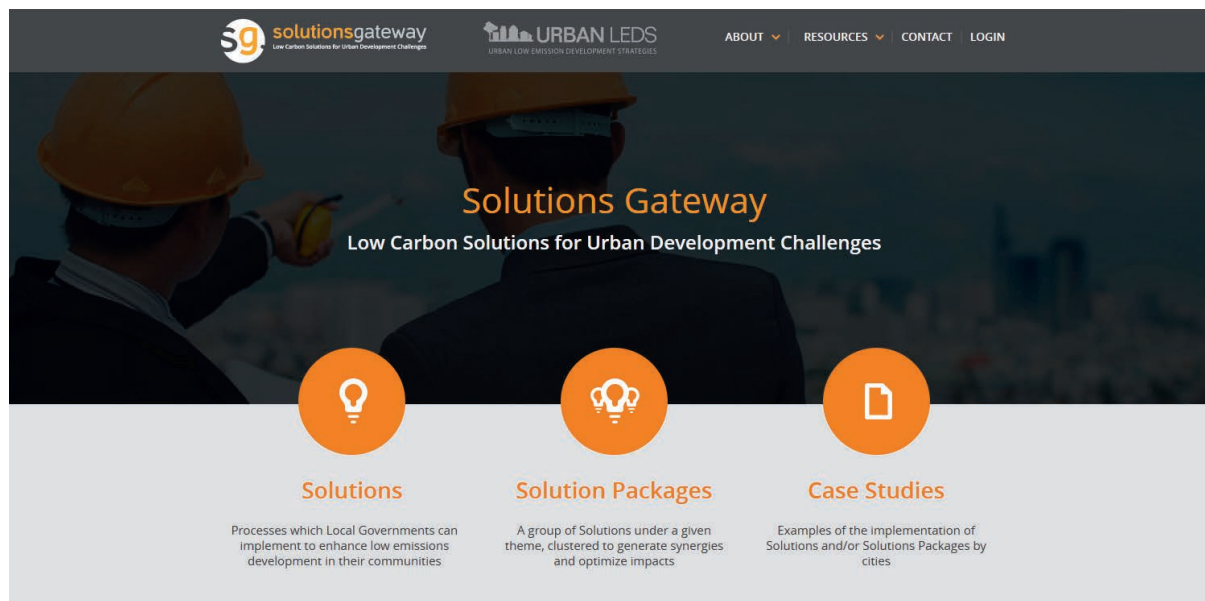 sg. solutionsgateway
Low Carbon Solutions for Urban Development Challenges
URBAN LEDS
URBAN LOW EMISSION DEVELOPMENT STRATEGIES
ABOUT RESOURCES CONTACT LOGIN
Solutions Gateway
Low Carbon Solutions for Urban Development Challenges
Solutions
Processes which Local Governments can
implement to enhance low emissions
development in their communities
Solution Packages
A group of Solutions under a given
theme, clustered to generate synergies
and optimize impacts
Case Studies
Examples of the implementation of
Solutions and/or Solutions Packages by
cities